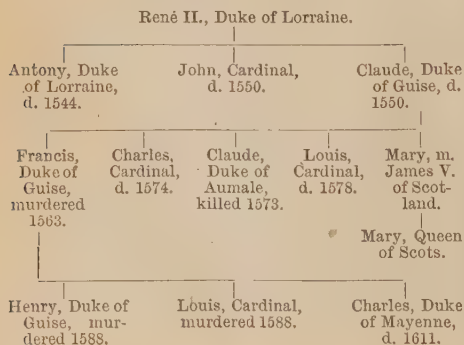 René II., Duke of Lorraine.
Antony, Duke
of Lorraine,
d. 1544.
John, Cardinal,
d. 1550.
Claude, Duke
of Guise, d.
1550.
Francis,
Duke of
Guise,
murdered
1563.
Charles,
Cardinal,
d. 1574.
Claude,
Duke of
Aumale,
killed 1573.
Louis,
Cardinal,
d. 1578.
Mary, m.
James V.
of Scot-
land.
Mary, Queen
of Scots.
Henry, Duke of
Guise, mur-
dered 1588.
Louis, Cardinal,
murdered 1588.
Charles, Duke
of Mayenne,
d. 1611.